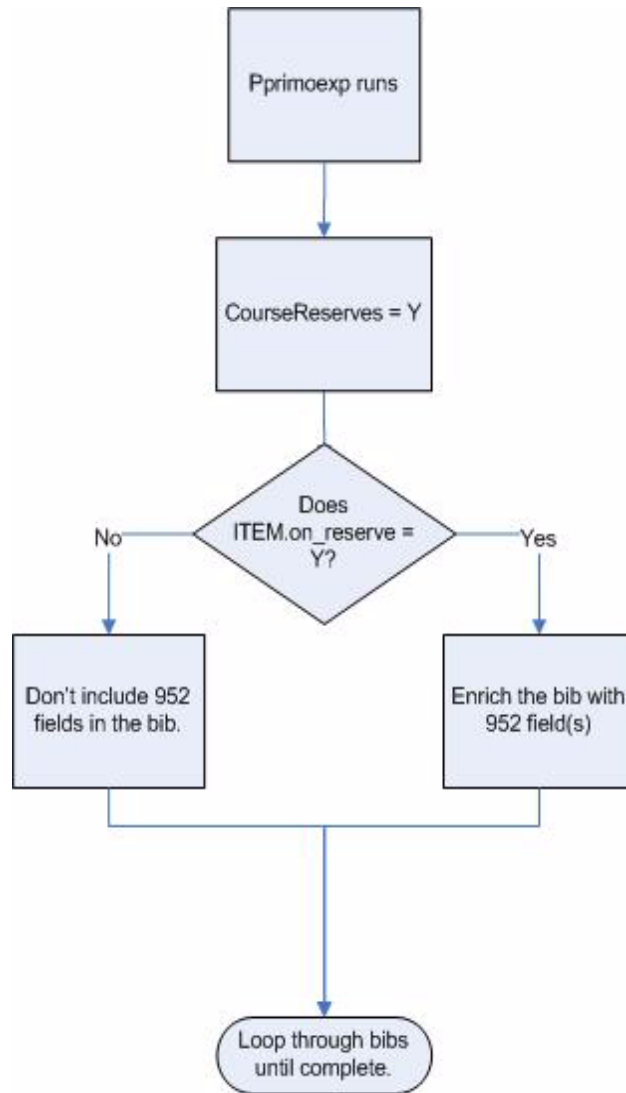 Pprimoexp runs
CourseReserves = Y
Does
ITEM.on_reserve =
Y?
No
Yes
Don't include 952
fields in the bib.
Enrich the bib with
952 field(s)
Loop through bibs
until complete.